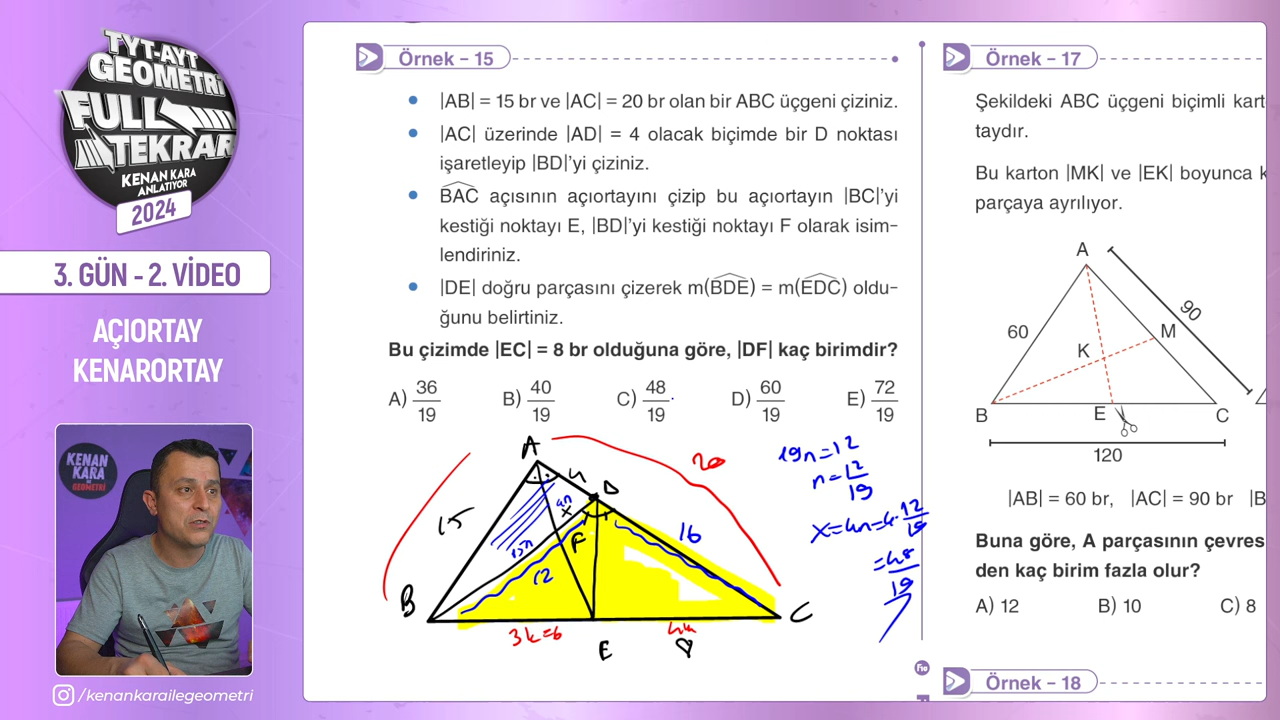 TYT-AYT
GEOMETRİ
FULL
TEKRAR
KENAN KARA
ANLATIYOR
2024
3. GÜN - 2. VİDEO
AÇIORTAY
KENARORTAY
KENAN
KARA
ile
GEOMETRİ
/kenankarailegeometri
Örnek – 15
• |AB| = 15 br ve |AC| = 20 br olan bir ABC üçgeni çiziniz.
• |AC| üzerinde |AD| = 4 olacak biçimde bir D noktası
işaretleyip |BD|'yi çiziniz.
• BAC açısının açıortayını çizip bu açıortayın |BC|'yi
kestiği noktayı E, |BD|'yi kestiği noktayı F olarak isim-
lendiriniz.
• |DE| doğru parçasını çizerek m(BDE) = m(EDC) oldu-
ğunu belirtiniz.
Bu çizimde |EC| = 8 br olduğuna göre, |DF| kaç birimdir?
A) 36/19 B) 40/19 C) 48/19 D) 60/19 E) 72/19
A
20
15
4
D
4n
x
15n
F
16
12
B
3k=6
4k
C
E
8
19n=12
n=12/19
x=4n=4.12/19
=48/19
Örnek – 17
Şekildeki ABC üçgeni biçimli kart
taydır.
Bu karton |MK| ve |EK| boyunca k
parçaya ayrılıyor.
A
90
60
M
K
B
E
C
120
|AB| = 60 br, |AC| = 90 br |B
Buna göre, A parçasının çevres
den kaç birim fazla olur?
A) 12 B) 10 C) 8
Örnek – 18